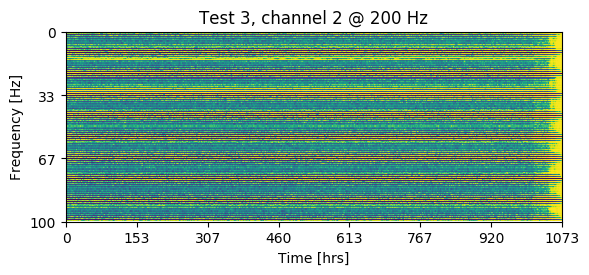 Test 3, channel 2 @ 200 Hz
0
33
67
100
Frequency [Hz]
0 153 307 460 613 767 920 1073
Time [hrs]